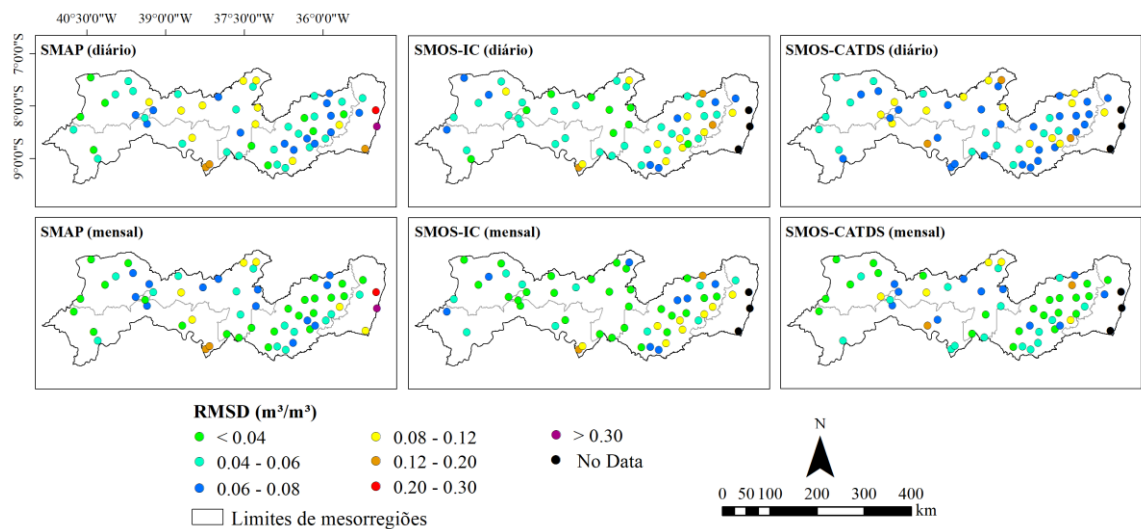 40°30'0"W 39°0'0"W 37°30'0"W 36°0'0"W
7°0'0"S
8°0'0"S
9°0'0"S
SMAP (diário)
SMOS-IC (diário)
SMOS-CATDS (diário)
SMAP (mensal)
SMOS-IC (mensal)
SMOS-CATDS (mensal)
RMSD (m³/m³)
< 0.04
0.04 - 0.06
0.06 - 0.08
0.08 - 0.12
0.12 - 0.20
0.20 - 0.30
> 0.30
No Data
Limites de mesorregiões
N
0 50 100 200 300 400
km